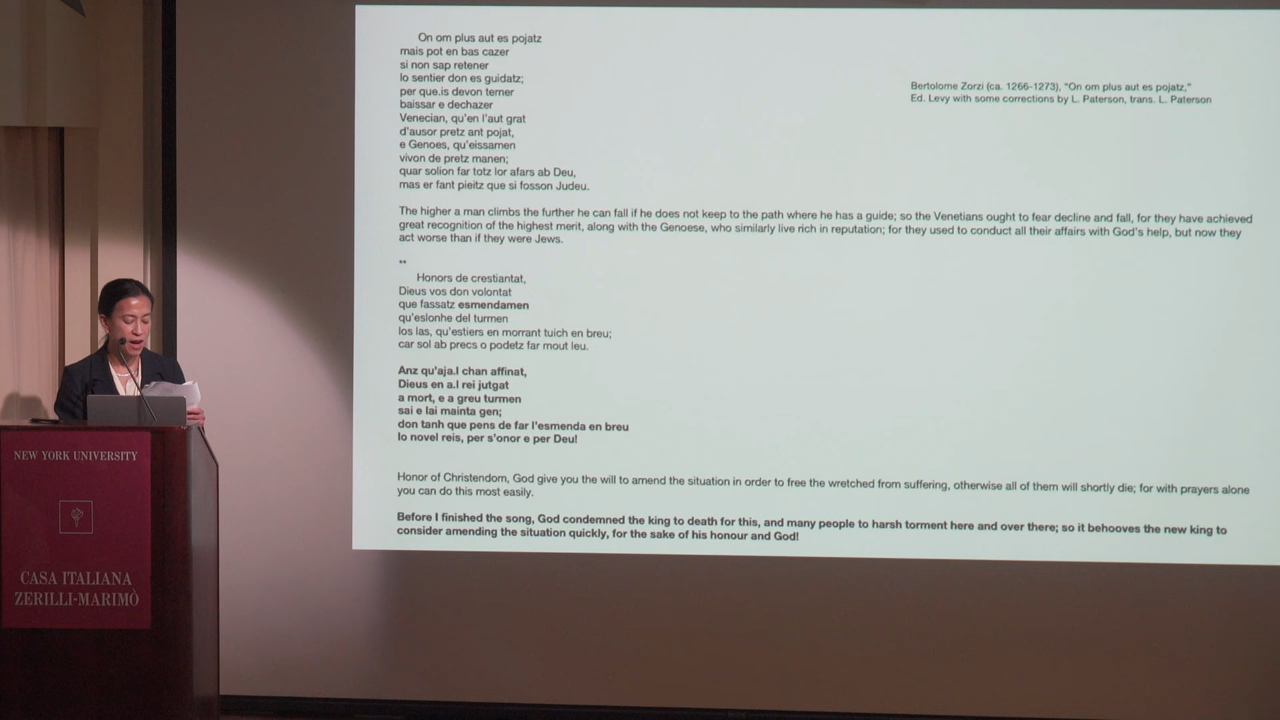 On om plus aut es pojatz
mais pot en bas cazer
si non sap retener
lo sentier don es guidatz;
per que.is devon temer
baissar e dechazer
Venecian, qu'en l'aut grat
d'ausor pretz ant pojat,
e Genoes, qu'eissamen
vivon de pretz manen;
quar solion far totz lor afars ab Deu,
mas er fant pieitz que si fosson Judeu.
Bertolome Zorzi (ca. 1266-1273), "On om plus aut es pojatz,"
Ed. Levy with some corrections by L. Paterson, trans. L. Paterson
The higher a man climbs the further he can fall if he does not keep to the path where he has a guide; so the Venetians ought to fear decline and fall, for they have achieved
great recognition of the highest merit, along with the Genoese, who similarly live rich in reputation; for they used to conduct all their affairs with God's help, but now they
act worse than if they were Jews.
**
Honors de crestiantat,
Dieus vos don volontat
que fassatz esmendamen
qu'eslonhe del turmen
los las, qu'estiers en morrant tuich en breu;
car sol ab precs o podetz far mout leu.
Anz qu'aja.l chan affinat,
Dieus en a.l rei jutgat
a mort, e a greu turmen
sai e lai mainta gen;
don tanh que pens de far l'esmenda en breu
lo novel reis, per s'onor e per Deu!
Honor of Christendom, God give you the will to amend the situation in order to free the wretched from suffering, otherwise all of them will shortly die; for with prayers alone
you can do this most easily.
Before I finished the song, God condemned the king to death for this, and many people to harsh torment here and over there; so it behooves the new king to
consider amending the situation quickly, for the sake of his honour and God!
NEW YORK UNIVERSITY
CASA ITALIANA
ZERILLI-MARIMÒ